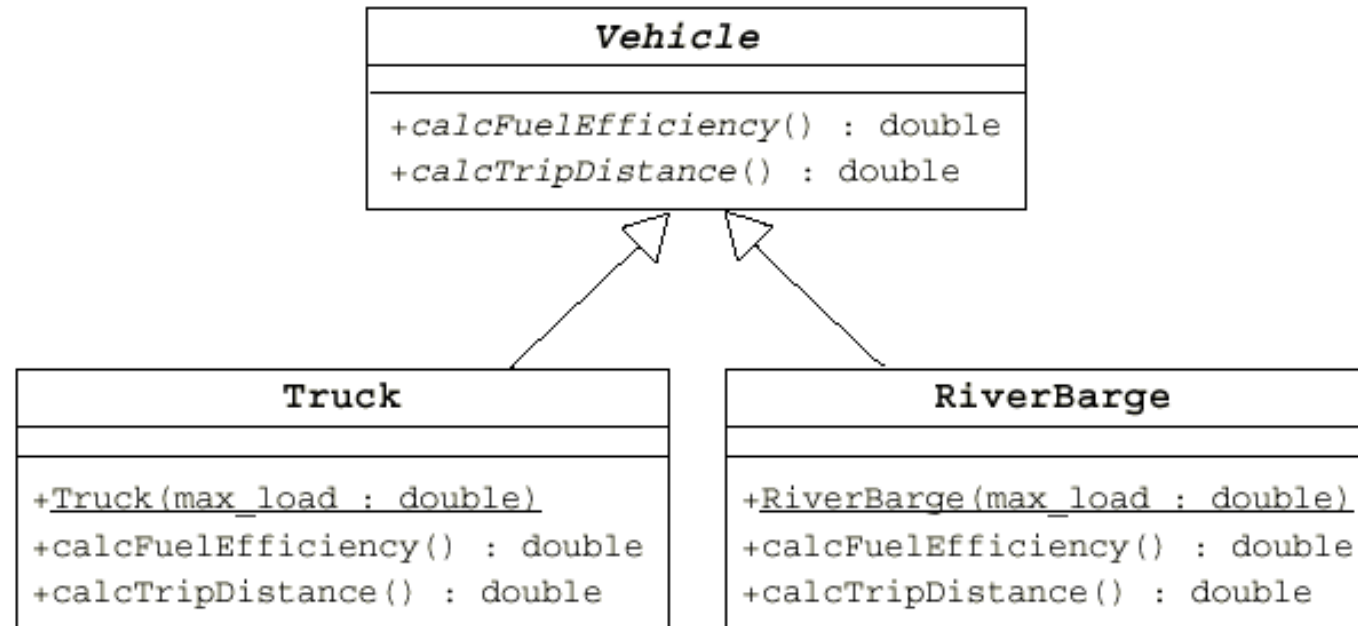 Vehicle
+calcFuelEfficiency() : double
+calcTripDistance() : double
Truck
+Truck(max_load : double)
+calcFuelEfficiency() : double
+calcTripDistance() : double
RiverBarge
+RiverBarge(max_load : double)
+calcFuelEfficiency() : double
+calcTripDistance() : double